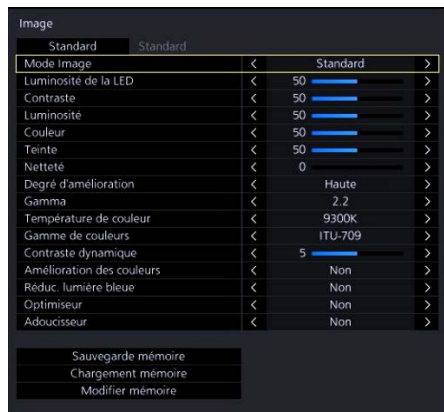 Image
Standard Standard
Mode Image < Standard >
Luminosité de la LED < 50 >
Contraste < 50 >
Luminosité < 50 >
Couleur < 50 >
Teinte < 50 >
Netteté < 0 >
Degré d'amélioration < Haute >
Gamma < 2.2 >
Température de couleur < 9300K >
Gamme de couleurs < ITU-709 >
Contraste dynamique < 5 >
Amélioration des couleurs < Non >
Réduc. lumière bleue < Non >
Optimiseur < Non >
Adoucisseur < Non >
Sauvegarde mémoire
Chargement mémoire
Modifier mémoire